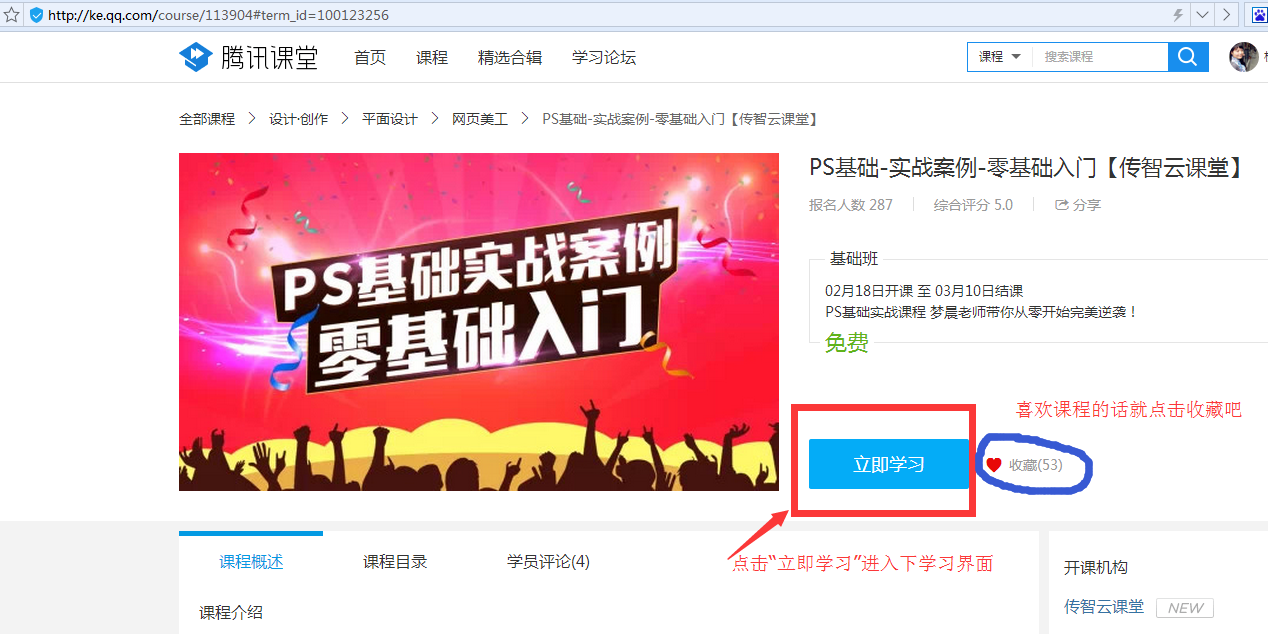 http://ke.qq.com/course/113904#term_id=100123256
腾讯课堂 首页 课程 精选合辑 学习论坛 课程 搜索课程
全部课程 > 设计·创作 > 平面设计 > 网页美工 > PS基础-实战案例-零基础入门【传智云课堂】
PS基础实战案例
零基础入门
PS基础-实战案例-零基础入门【传智云课堂】
报名人数 287 综合评分 5.0 分享
基础班
02月18日开课 至 03月10日结课
PS基础实战课程 梦晨老师带你从零开始完美逆袭！
免费
喜欢课程的话就点击收藏吧
立即学习 收藏(53)
点击“立即学习”进入下学习界面
课程概述 课程目录 学员评论(4)
课程介绍
开课机构
传智云课堂 NEW